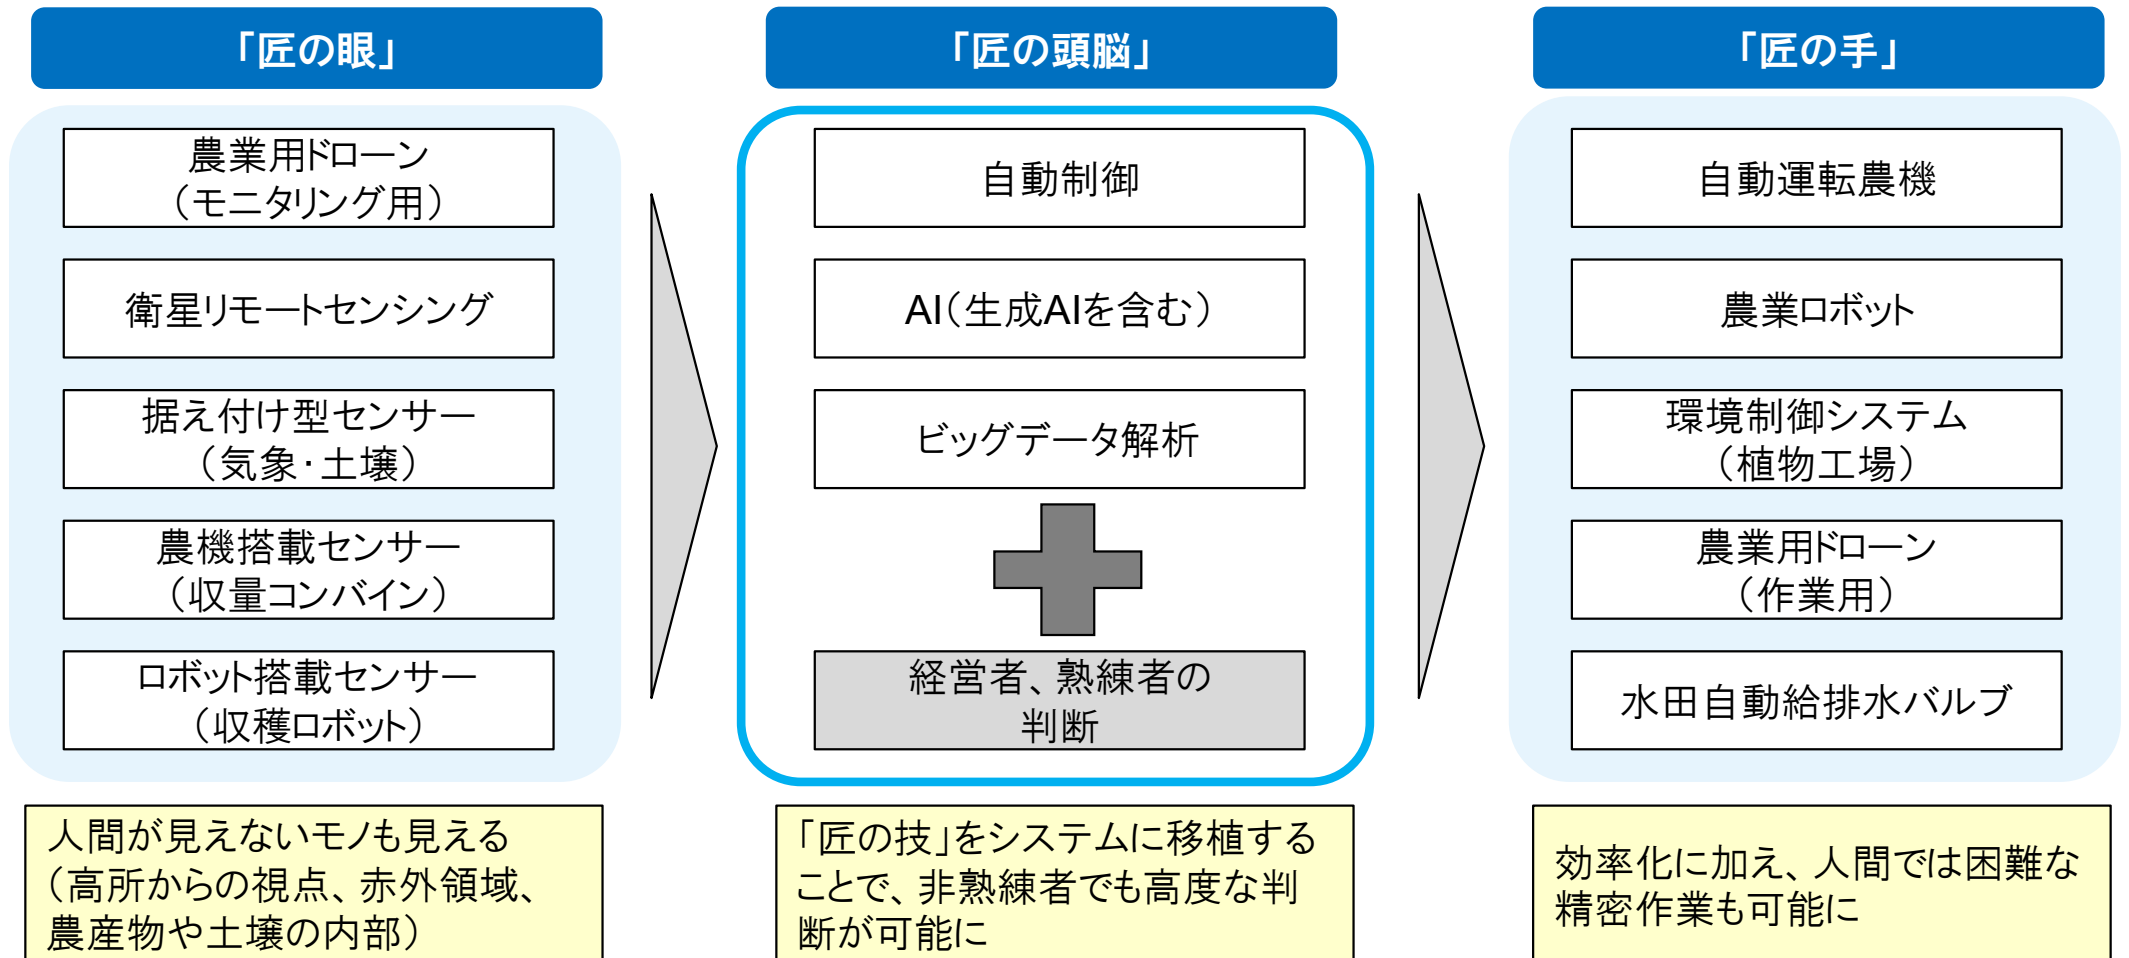 「匠の眼」
農業用ドローン
（モニタリング用）
衛星リモートセンシング
据え付け型センサー
（気象・土壌）
農機搭載センサー
（収量コンバイン）
ロボット搭載センサー
（収穫ロボット）
人間が見えないモノも見える
（高所からの視点、赤外領域、
農産物や土壌の内部）
「匠の頭脳」
自動制御
AI（生成AIを含む）
ビッグデータ解析
経営者、熟練者の
判断
「匠の技」をシステムに移植する
ことで、非熟練者でも高度な判
断が可能に
「匠の手」
自動運転農機
農業ロボット
環境制御システム
（植物工場）
農業用ドローン
（作業用）
水田自動給排水バルブ
効率化に加え、人間では困難な
精密作業も可能に